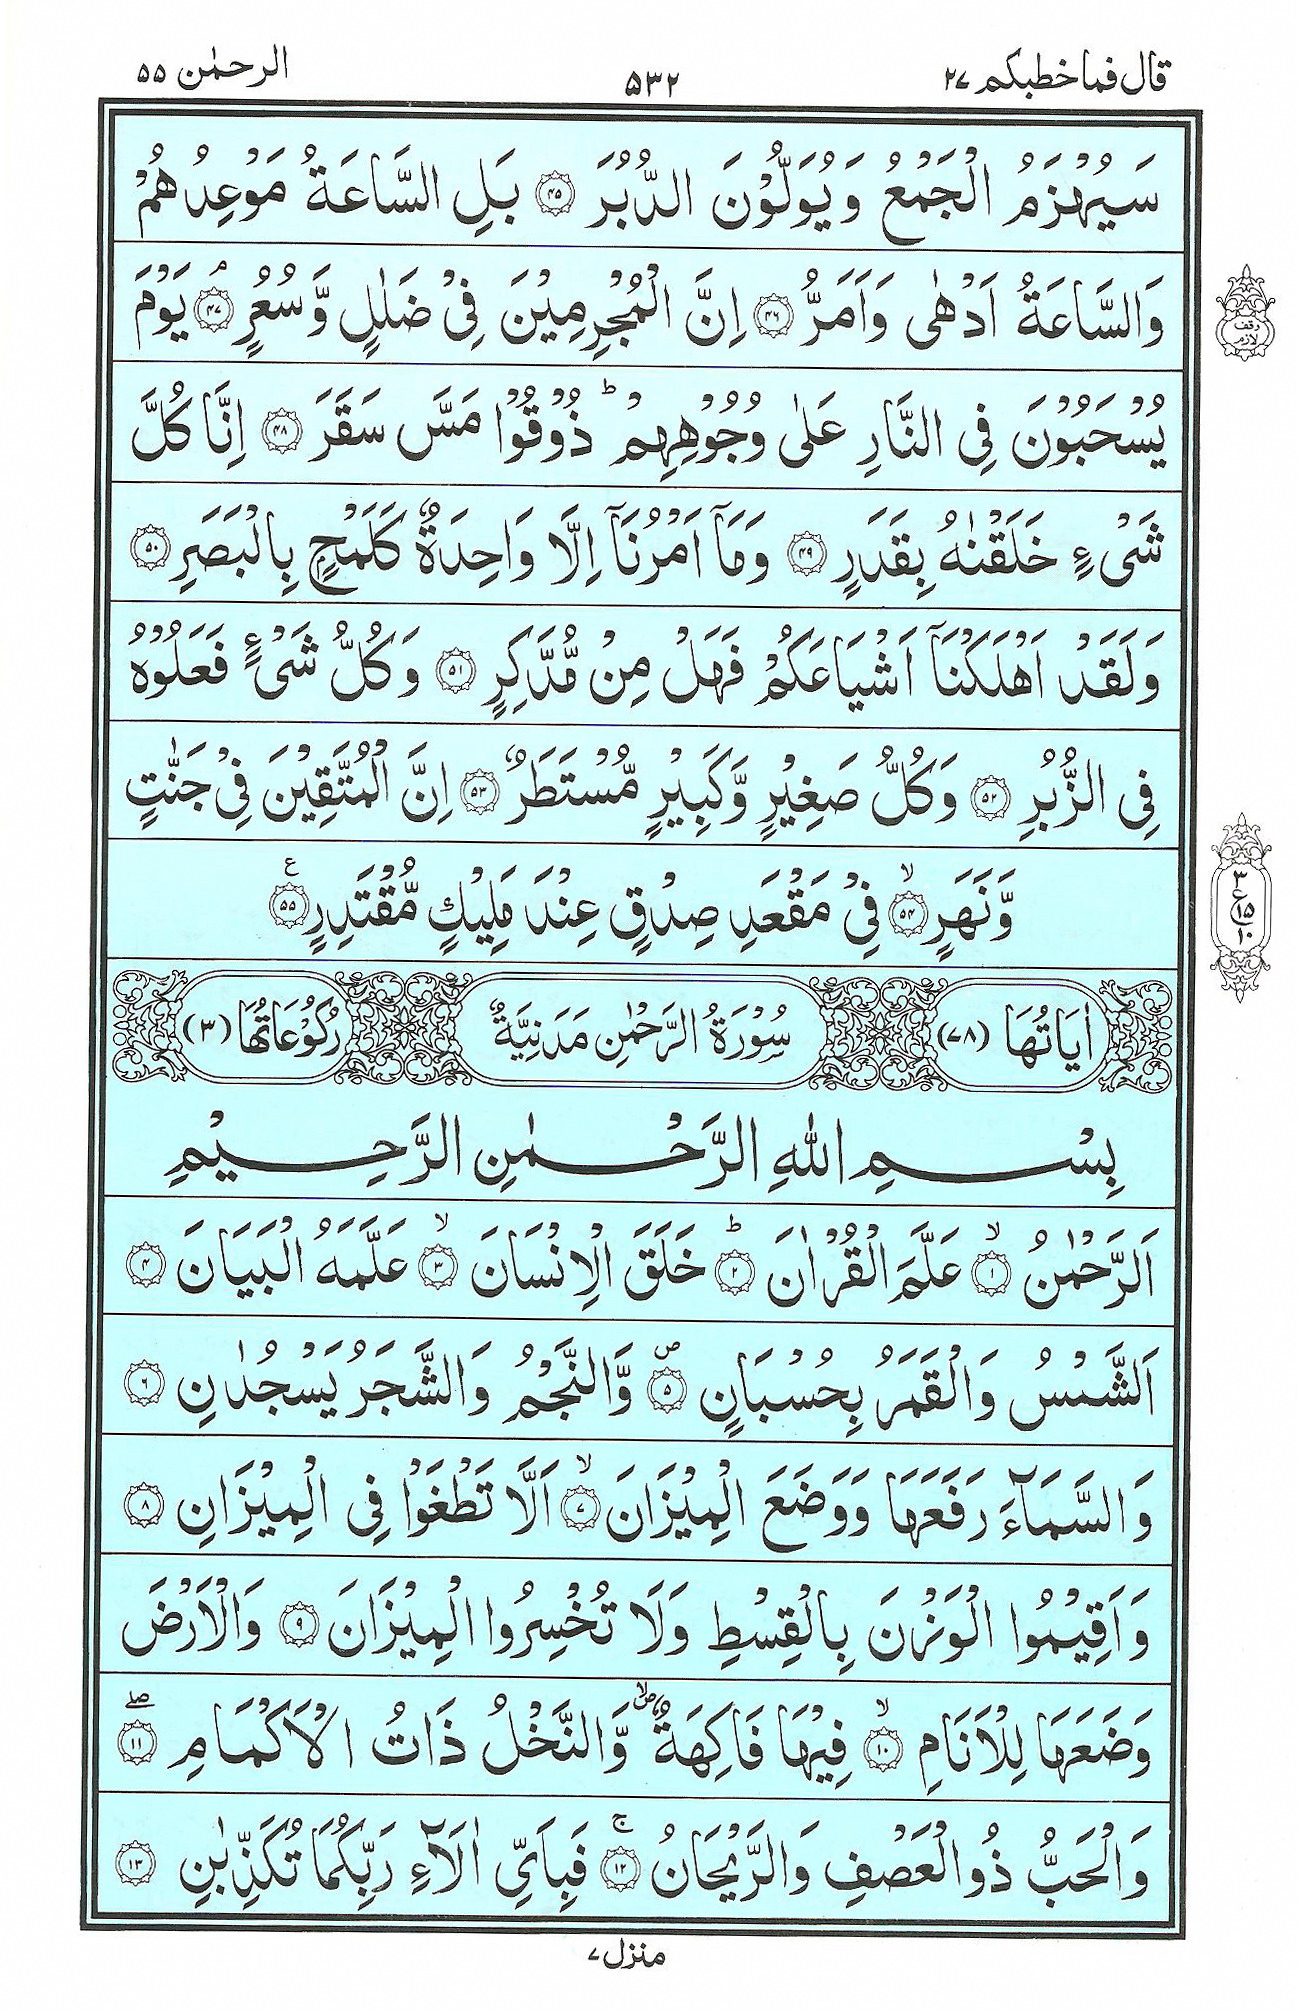 قال فماخطبكم ٢٧
٥٣٢
الرحمٰن ٥٥
سَيُهْزَمُ الْجَمْعُ وَيُوَلُّوْنَ الدُّبُرَ ﴿٤٥﴾ بَلِ السَّاعَةُ مَوْعِدُهُمْ
وَالسَّاعَةُ اَدْهٰى وَاَمَرُّ ﴿٤٦﴾ اِنَّ الْمُجْرِمِيْنَ فِىْ ضَلٰلٍ وَّسُعُرٍ ۘ﴿٤٧﴾ يَوْمَ
وقف لازم
يُسْحَبُوْنَ فِى النَّارِ عَلٰى وُجُوْهِهِمْ ؕ ذُوْقُوْا مَسَّ سَقَرَ ﴿٤٨﴾ اِنَّا كُلَّ
شَىْءٍ خَلَقْنٰهُ بِقَدَرٍ ﴿٤٩﴾ وَمَاۤ اَمْرُنَاۤ اِلَّا وَاحِدَةٌ كَلَمْحٍۢ بِالْبَصَرِ ﴿٥٠﴾
وَلَقَدْ اَهْلَكْنَاۤ اَشْيَاعَكُمْ فَهَلْ مِنْ مُّدَّكِرٍ ﴿٥١﴾ وَكُلُّ شَىْءٍ فَعَلُوْهُ
فِى الزُّبُرِ ﴿٥٢﴾ وَكُلُّ صَغِيْرٍ وَّكَبِيْرٍ مُّسْتَطَرٌ ﴿٥٣﴾ اِنَّ الْمُتَّقِيْنَ فِىْ جَنّٰتٍ
وَّنَهَرٍ ۙ﴿٥٤﴾ فِىْ مَقْعَدِ صِدْقٍ عِنْدَ مَلِيْكٍ مُّقْتَدِرٍ ﴿٥٥﴾ ع
٣ ع ١٥ ١٠
اٰيَاتُهَا (٧٨) سُوْرَةُ الرَّحْمٰنِ مَدَنِيَّةٌ رُكُوْعَاتُهَا (٣)
بِسْمِ اللهِ الرَّحْمٰنِ الرَّحِيْمِ
اَلرَّحْمٰنُ ۙ﴿١﴾ عَلَّمَ الْقُرْاٰنَ ؕ﴿٢﴾ خَلَقَ الْاِنْسَانَ ۙ﴿٣﴾ عَلَّمَهُ الْبَيَانَ ﴿٤﴾
اَلشَّمْسُ وَالْقَمَرُ بِحُسْبَانٍ ۪﴿٥﴾ وَّالنَّجْمُ وَالشَّجَرُ يَسْجُدٰنِ ﴿٦﴾
وَالسَّمَآءَ رَفَعَهَا وَوَضَعَ الْمِيْزَانَ ۙ﴿٧﴾ اَلَّا تَطْغَوْا فِى الْمِيْزَانِ ﴿٨﴾
وَاَقِيْمُوا الْوَزْنَ بِالْقِسْطِ وَلَا تُخْسِرُوا الْمِيْزَانَ ﴿٩﴾ وَالْاَرْضَ
وَضَعَهَا لِلْاَنَامِ ۙ﴿١٠﴾ فِيْهَا فَاكِهَةٌ ۪ۙ وَّالنَّخْلُ ذَاتُ الْاَكْمَامِ ۖ﴿١١﴾
وَالْحَبُّ ذُو الْعَصْفِ وَالرَّيْحَانُ ۚ﴿١٢﴾ فَبِاَىِّ اٰلَآءِ رَبِّكُمَا تُكَذِّبٰنِ ﴿١٣﴾
منزل ٧